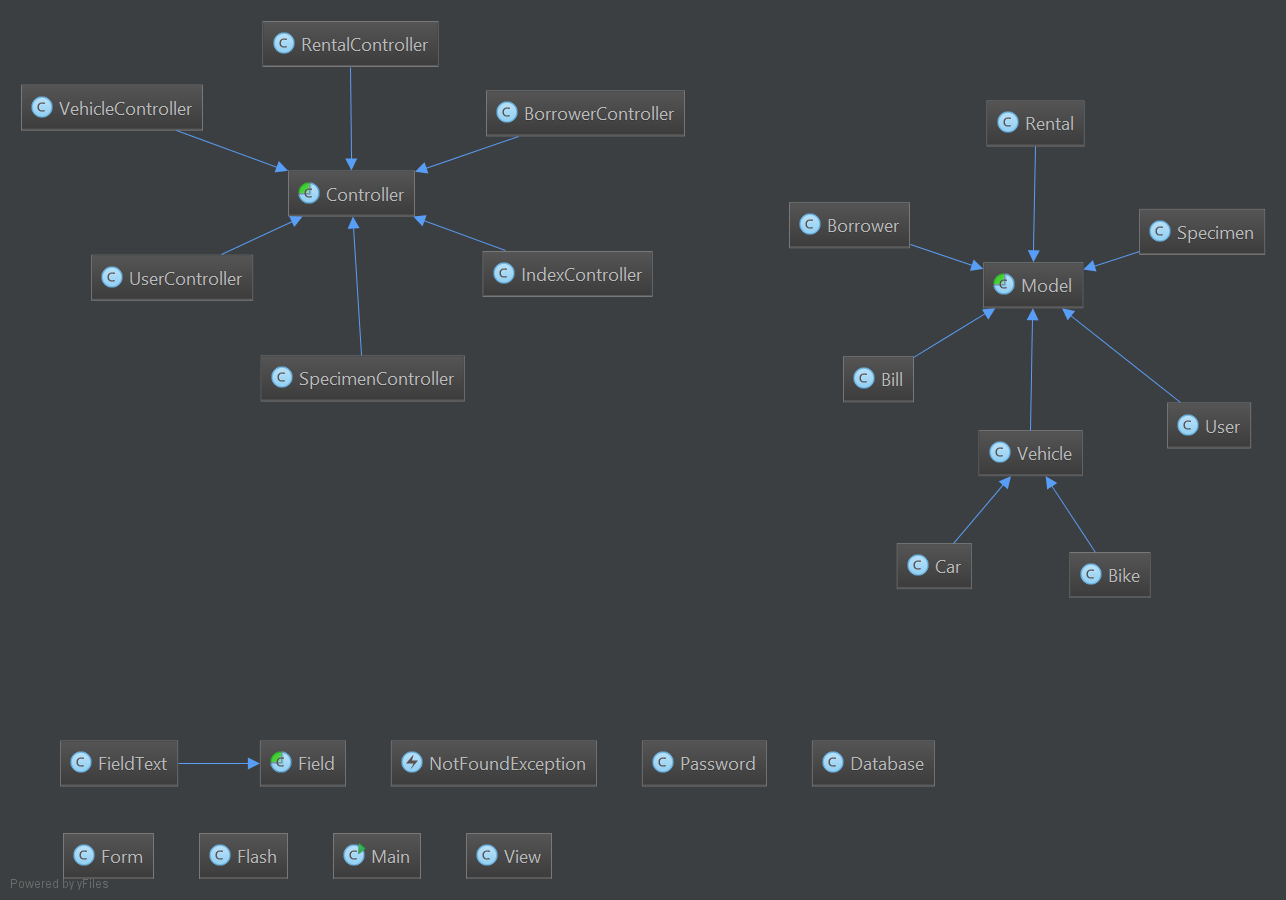 RentalController
VehicleController
BorrowerController
Controller
UserController
IndexController
SpecimenController
Rental
Borrower
Specimen
Model
Bill
User
Vehicle
Car
Bike
FieldText
Field
NotFoundException
Password
Database
Form
Flash
Main
View
Powered by yFiles